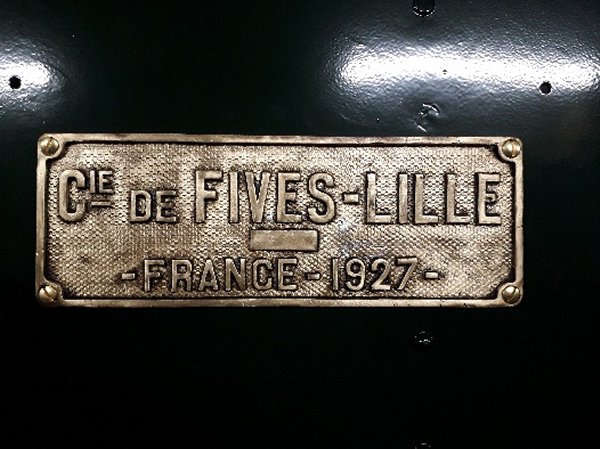 CIE DE FIVES-LILLE
- FRANCE - 1927 -